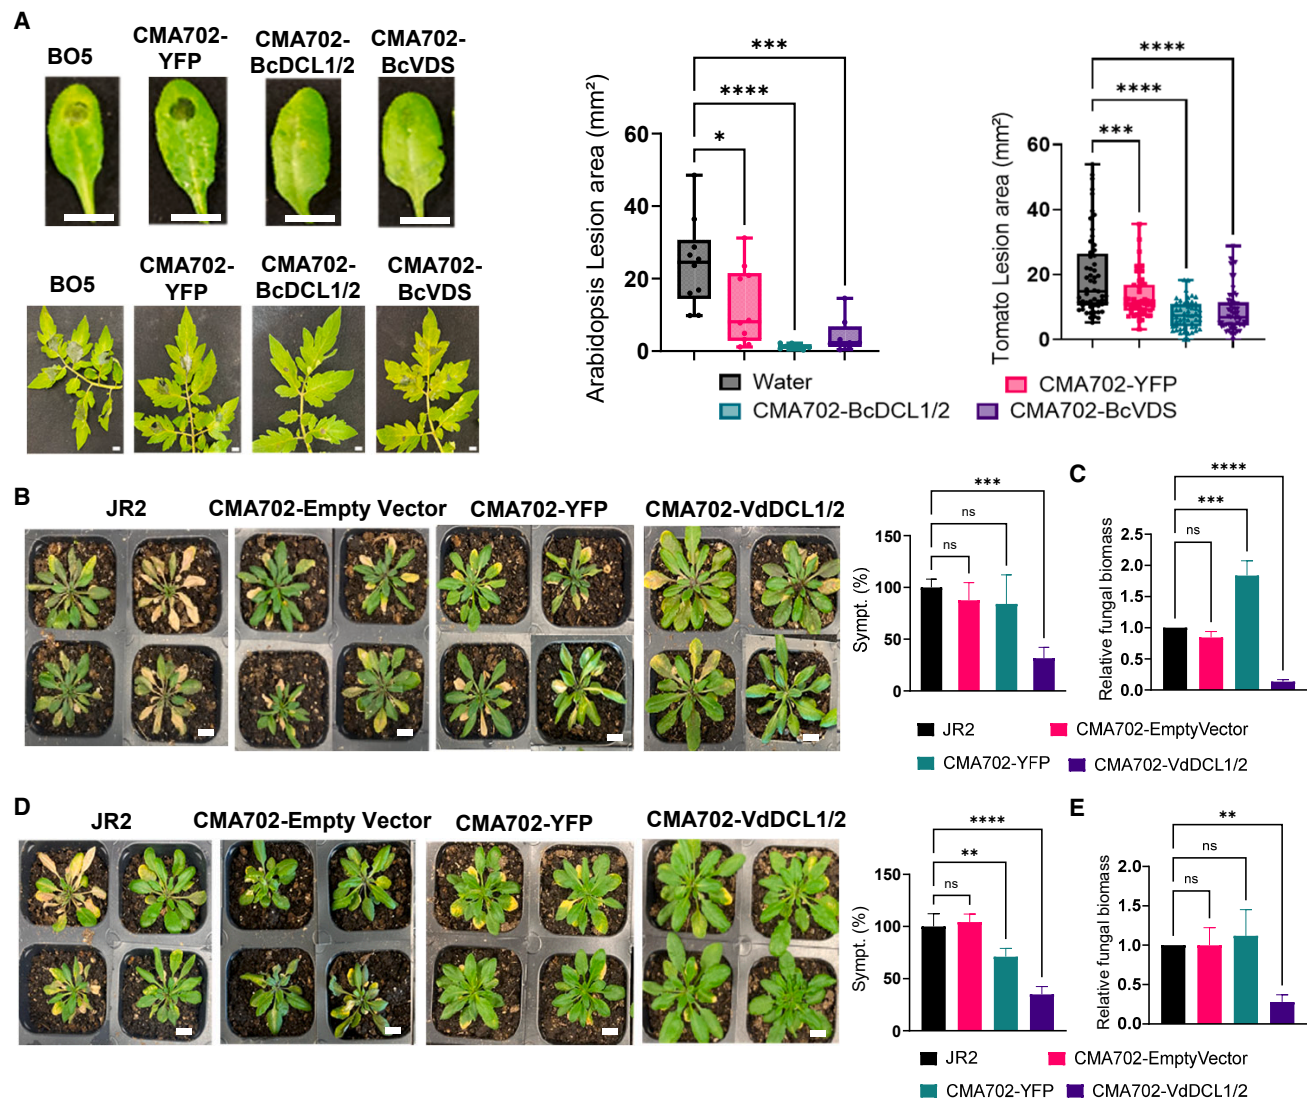 A
BO5
CMA702-
YFP
CMA702-
BcDCL1/2
CMA702-
BcVDS
BO5
CMA702-
YFP
CMA702-
BcDCL1/2
CMA702-
BcVDS
Arabidopsis Lesion area (mm²)
60
40
20
0
*
****
***
Tomato Lesion area (mm²)
60
40
20
0
***
****
****
Water
CMA702-YFP
CMA702-BcDCL1/2
CMA702-BcVDS
B
JR2
CMA702-Empty Vector
CMA702-YFP
CMA702-VdDCL1/2
Sympt. (%)
150
100
50
0
ns
ns
***
C
Relative fungal biomass
2.5
2.0
1.5
1.0
0.5
0.0
ns
***
****
JR2
CMA702-EmptyVector
CMA702-YFP
CMA702-VdDCL1/2
D
JR2
CMA702-Empty Vector
CMA702-YFP
CMA702-VdDCL1/2
Sympt. (%)
150
100
50
0
ns
**
****
E
Relative fungal biomass
2.0
1.5
1.0
0.5
0.0
ns
ns
**
JR2
CMA702-EmptyVector
CMA702-YFP
CMA702-VdDCL1/2